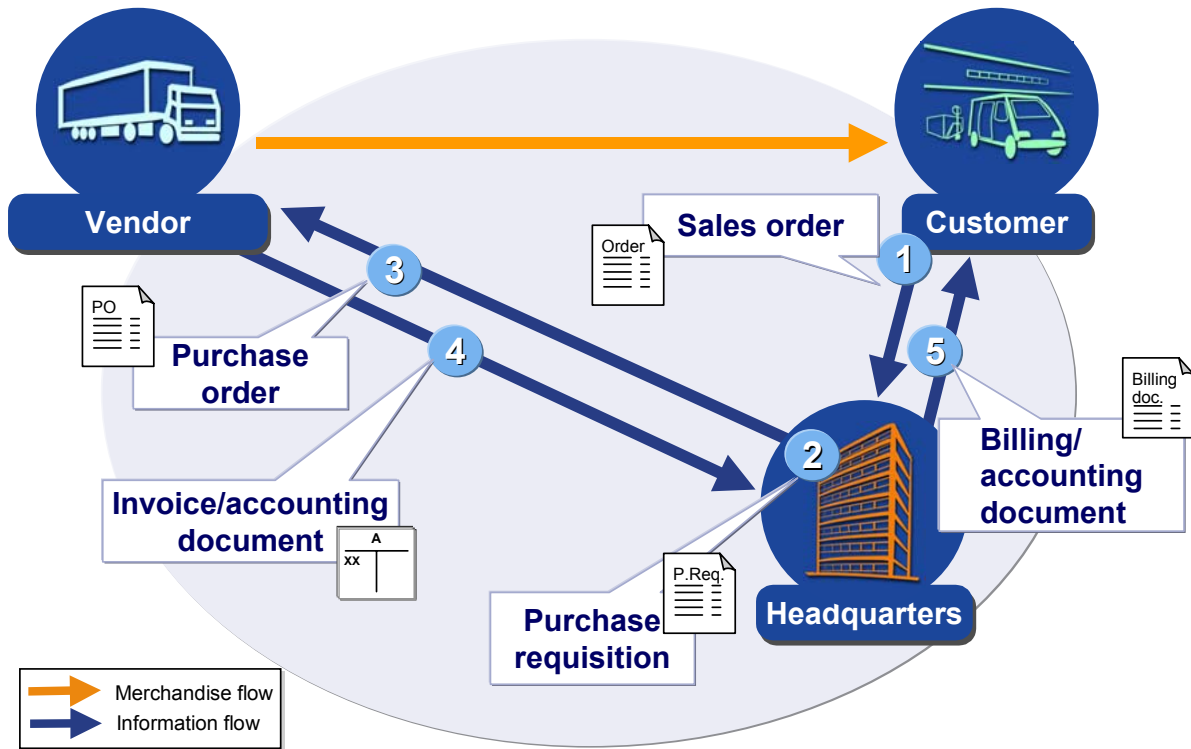 Vendor
Customer
Sales order
Order
1
3
PO
Purchase
order
4
5
Billing
doc.
Billing/
accounting
document
2
Invoice/accounting
document
A
xx
P.Req.
Purchase
requisition
Headquarters
Merchandise flow
Information flow